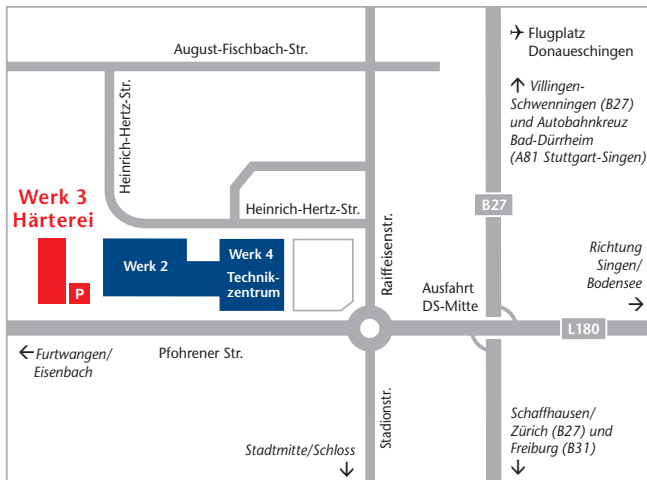 ✈ Flugplatz
Donaueschingen
August-Fischbach-Str.
↑ Villingen-
Schwenningen (B27)
und Autobahnkreuz
Bad-Dürrheim
(A81 Stuttgart-Singen)
Heinrich-Hertz-Str.
Werk 3
Härterei
Heinrich-Hertz-Str.
B27
Werk 2
Werk 4
Technik-
zentrum
P
Raiffeisenstr.
Ausfahrt
DS-Mitte
Richtung
Singen/
Bodensee
→
L180
← Furtwangen/
Eisenbach
Pfohrener Str.
Stadionstr.
Stadtmitte/Schloss
↓
Schaffhausen/
Zürich (B27) und
Freiburg (B31)
↓